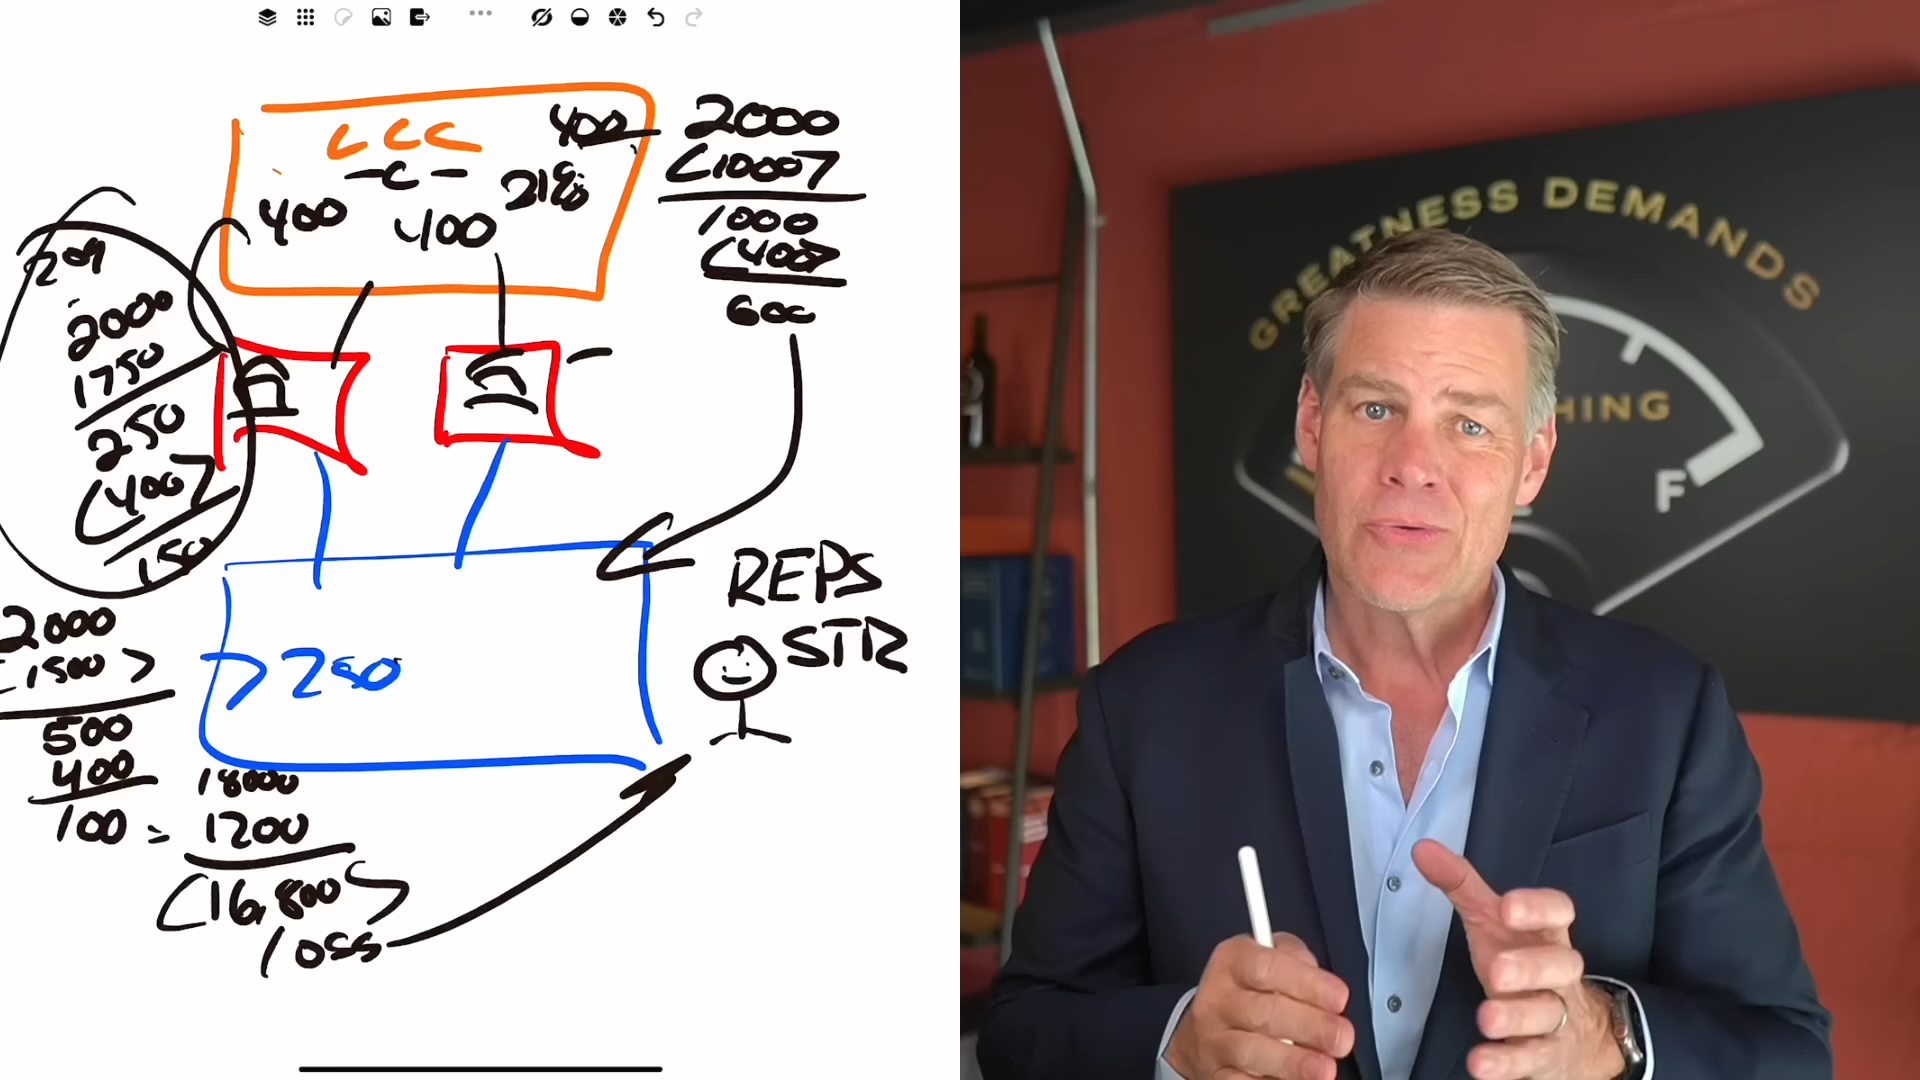 CCC
-C-
400
400
400
218
2000
(1000)
1000
(400)
600
2000
1750
250
(400)
150
2000
(1500)
500
400
100 =
18000
1200
(16,800)
loss
>250
REPS
STR
GREATNESS DEMANDS
HING
F